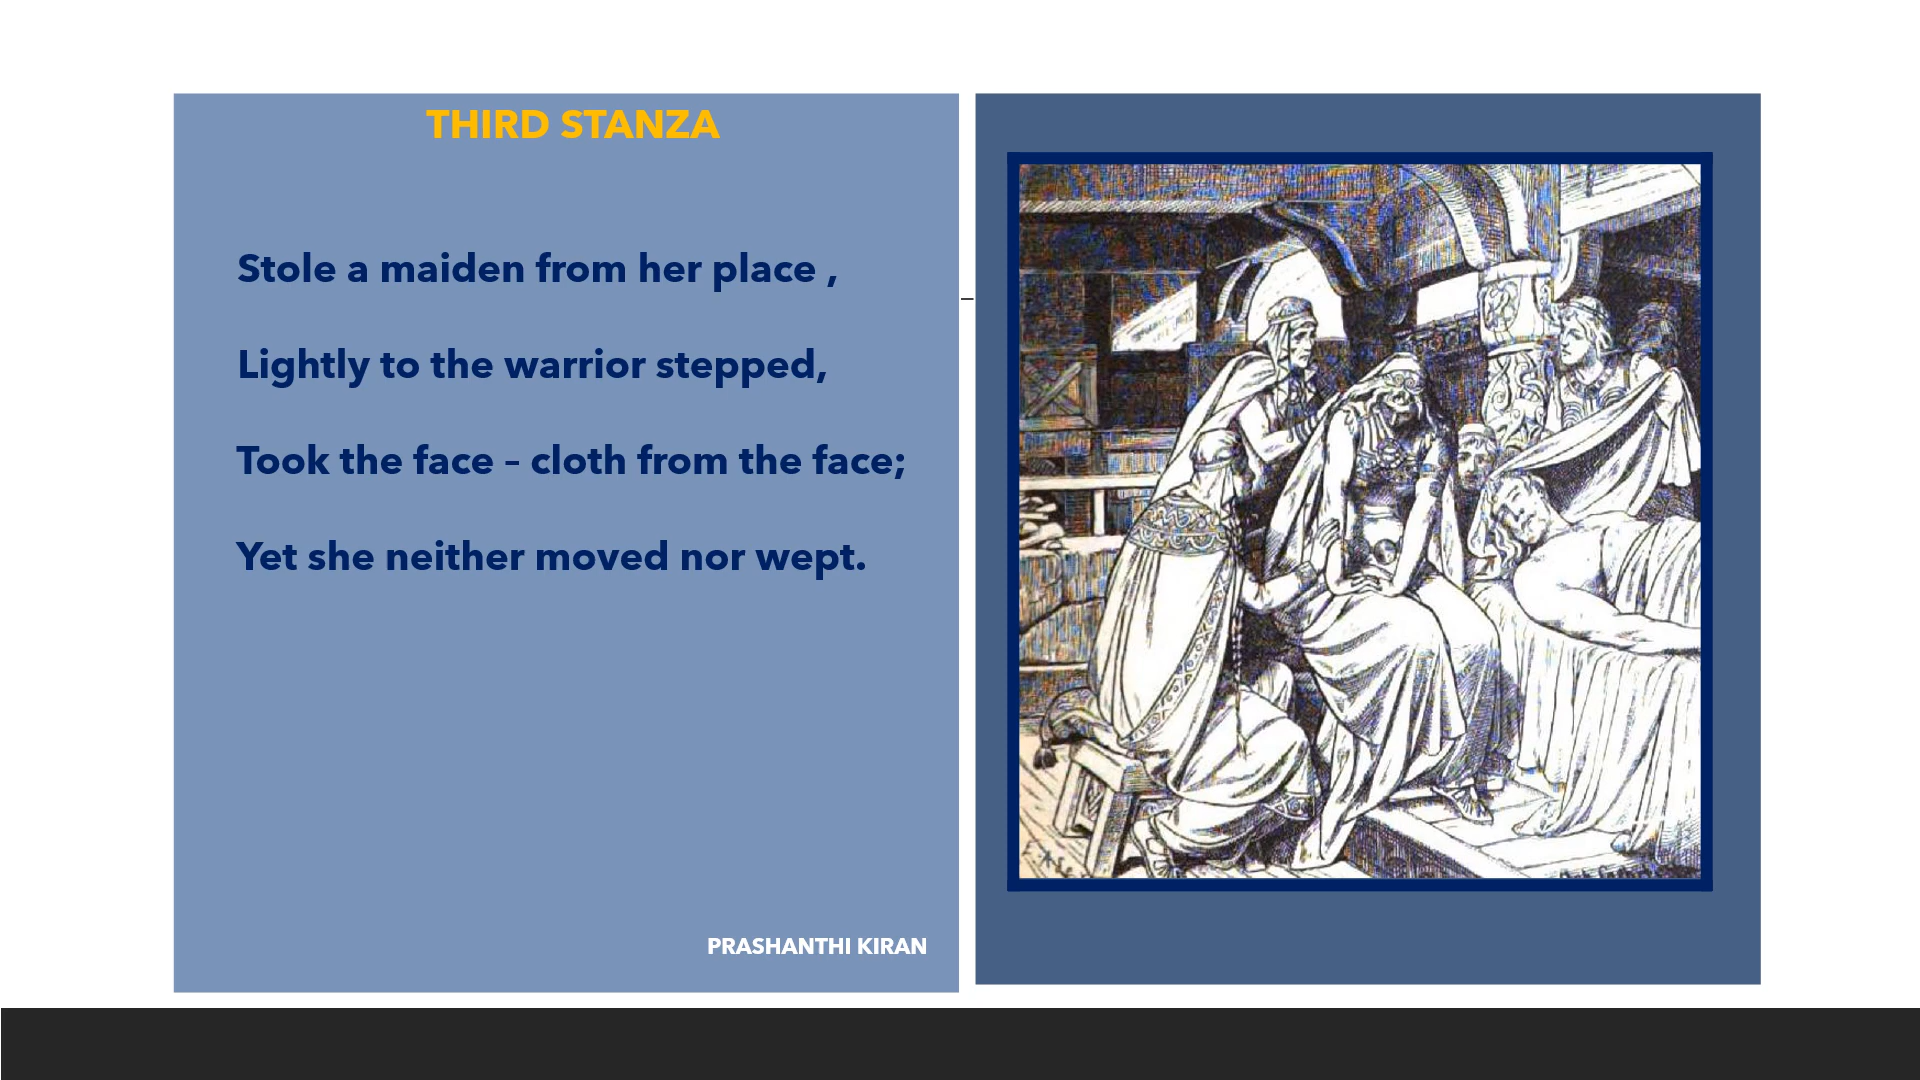 THIRD STANZA
Stole a maiden from her place ,
Lightly to the warrior stepped,
Took the face – cloth from the face;
Yet she neither moved nor wept.
PRASHANTHI KIRAN